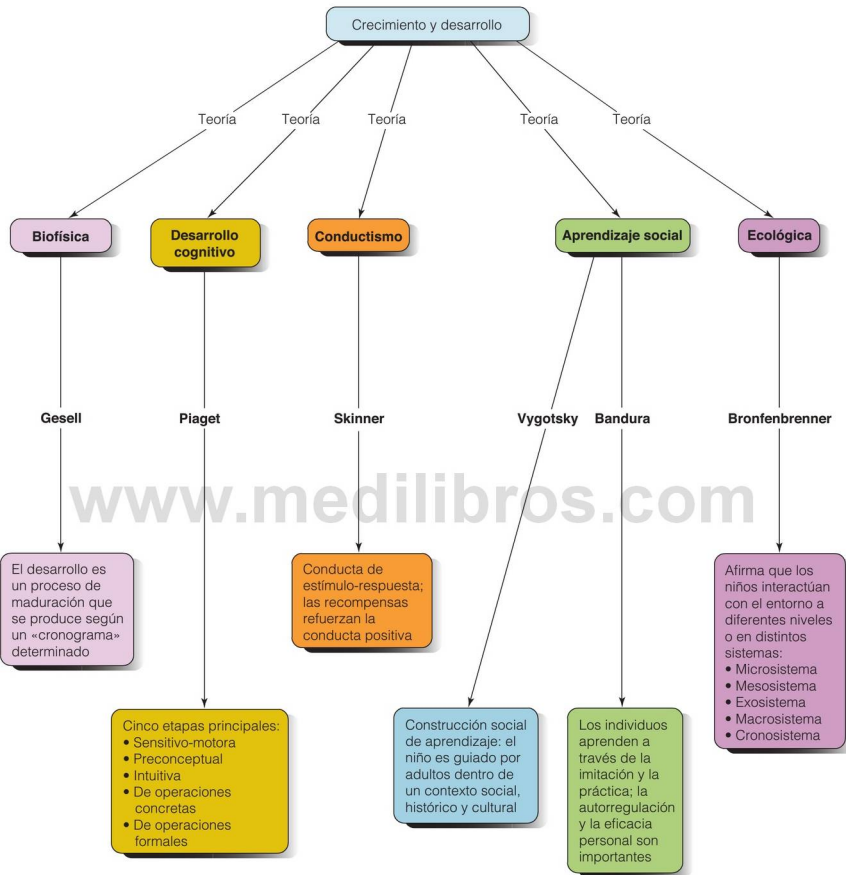 Crecimiento y desarrollo
Teoría
Teoría
Teoría
Teoría
Teoría
Biofísica
Desarrollo
cognitivo
Conductismo
Aprendizaje social
Ecológica
Gesell
Piaget
Skinner
Vygotsky
Bandura
Bronfenbrenner
www.medilibros.com
El desarrollo es
un proceso de
maduración que
se produce según
un «cronograma»
determinado
Conducta de
estímulo-respuesta;
las recompensas
refuerzan la
conducta positiva
Afirma que los
niños interactúan
con el entorno a
diferentes niveles
o en distintos
sistemas:
• Microsistema
• Mesosistema
• Exosistema
• Macrosistema
• Cronosistema
Cinco etapas principales:
• Sensitivo-motora
• Preconceptual
• Intuitiva
• De operaciones
concretas
• De operaciones
formales
Construcción social
de aprendizaje: el
niño es guiado por
adultos dentro de
un contexto social,
histórico y cultural
Los individuos
aprenden a
través de la
imitación y la
práctica; la
autorregulación
y la eficacia
personal son
importantes